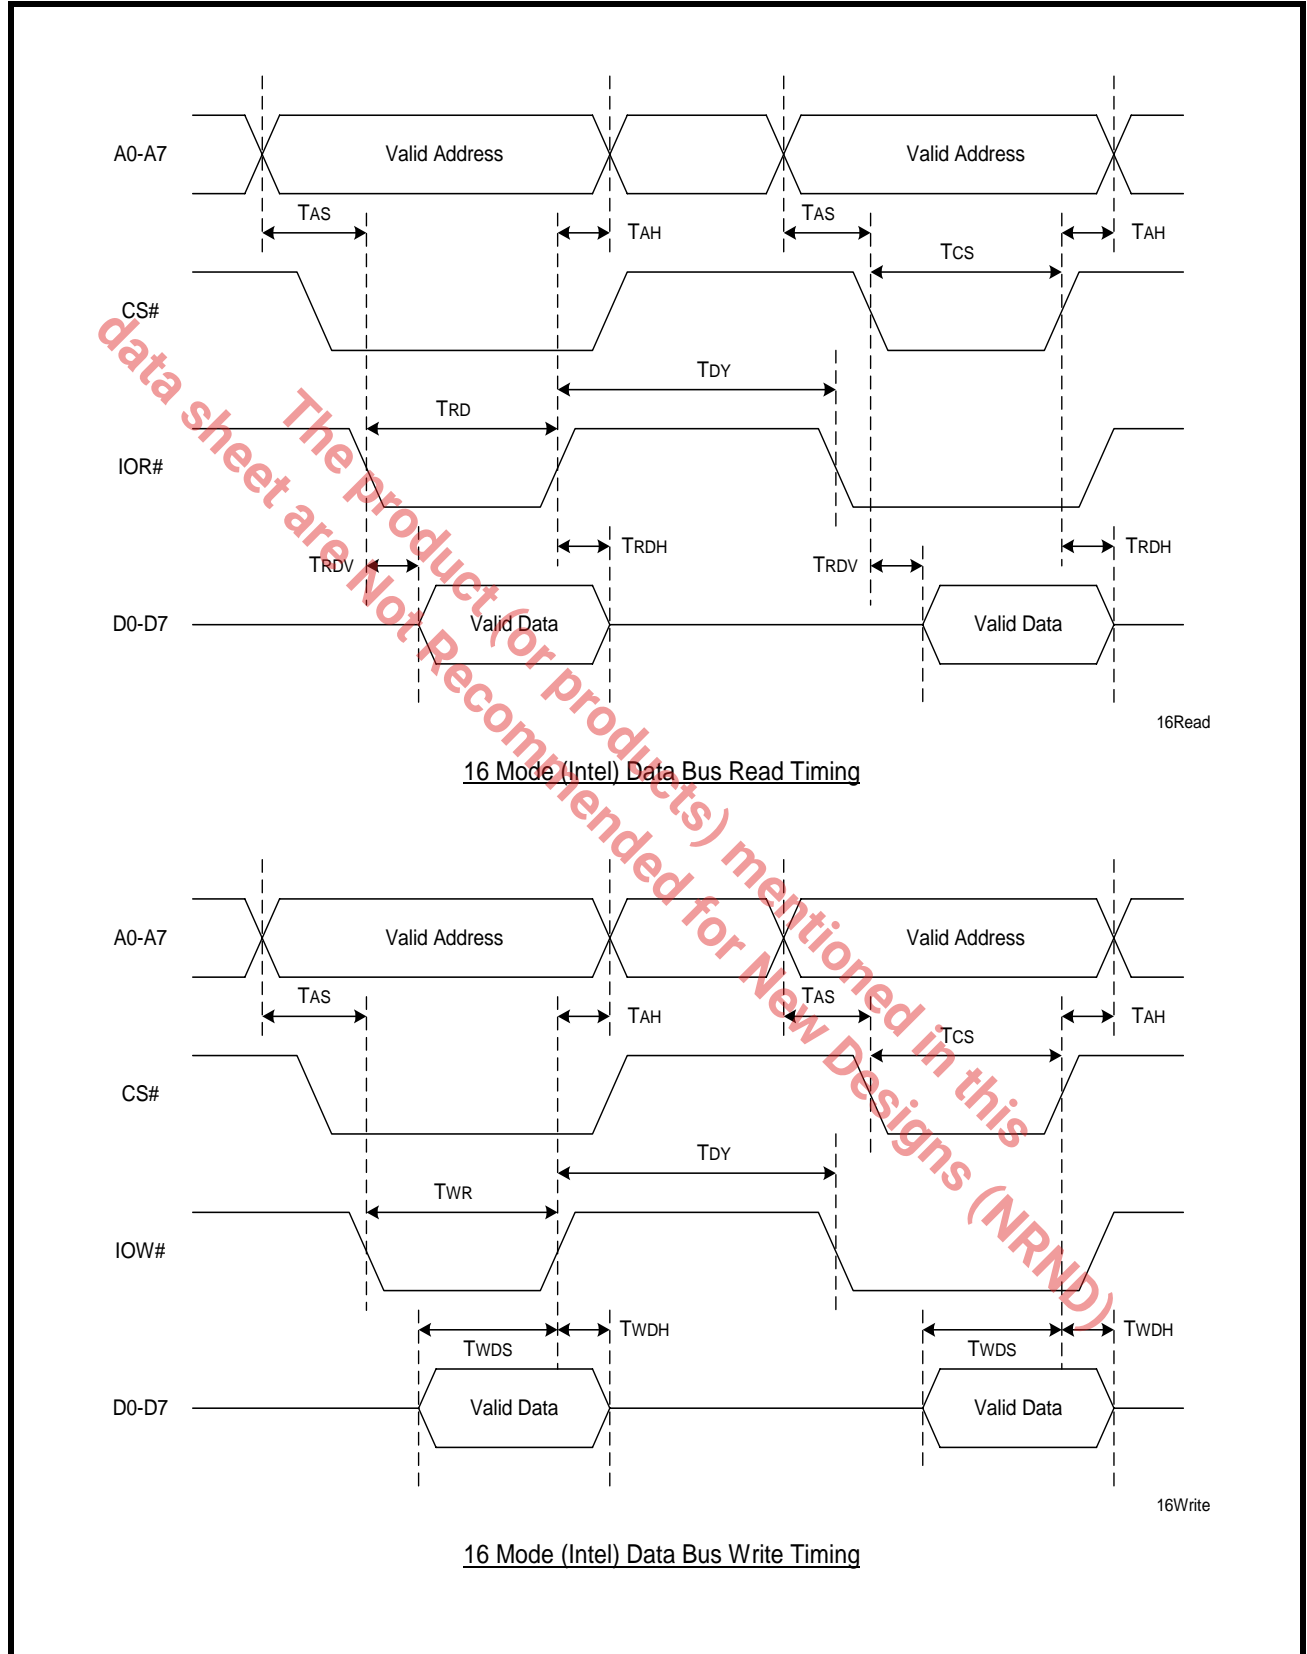 A0-A7 Valid Address Valid Address
TAS TAH TAS TAH
TCS
CS#
TDY
TRD
IOR#
TRDH TRDH
TRDV TRDV
D0-D7 Valid Data Valid Data
16Read
16 Mode (Intel) Data Bus Read Timing
A0-A7 Valid Address Valid Address
TAS TAH TAS TAH
TCS
CS#
TDY
TWR
IOW#
TWDH TWDH
TWDS TWDS
D0-D7 Valid Data Valid Data
16Write
16 Mode (Intel) Data Bus Write Timing
The product (or products) mentioned in this
data sheet are Not Recommended for New Designs (NRND)